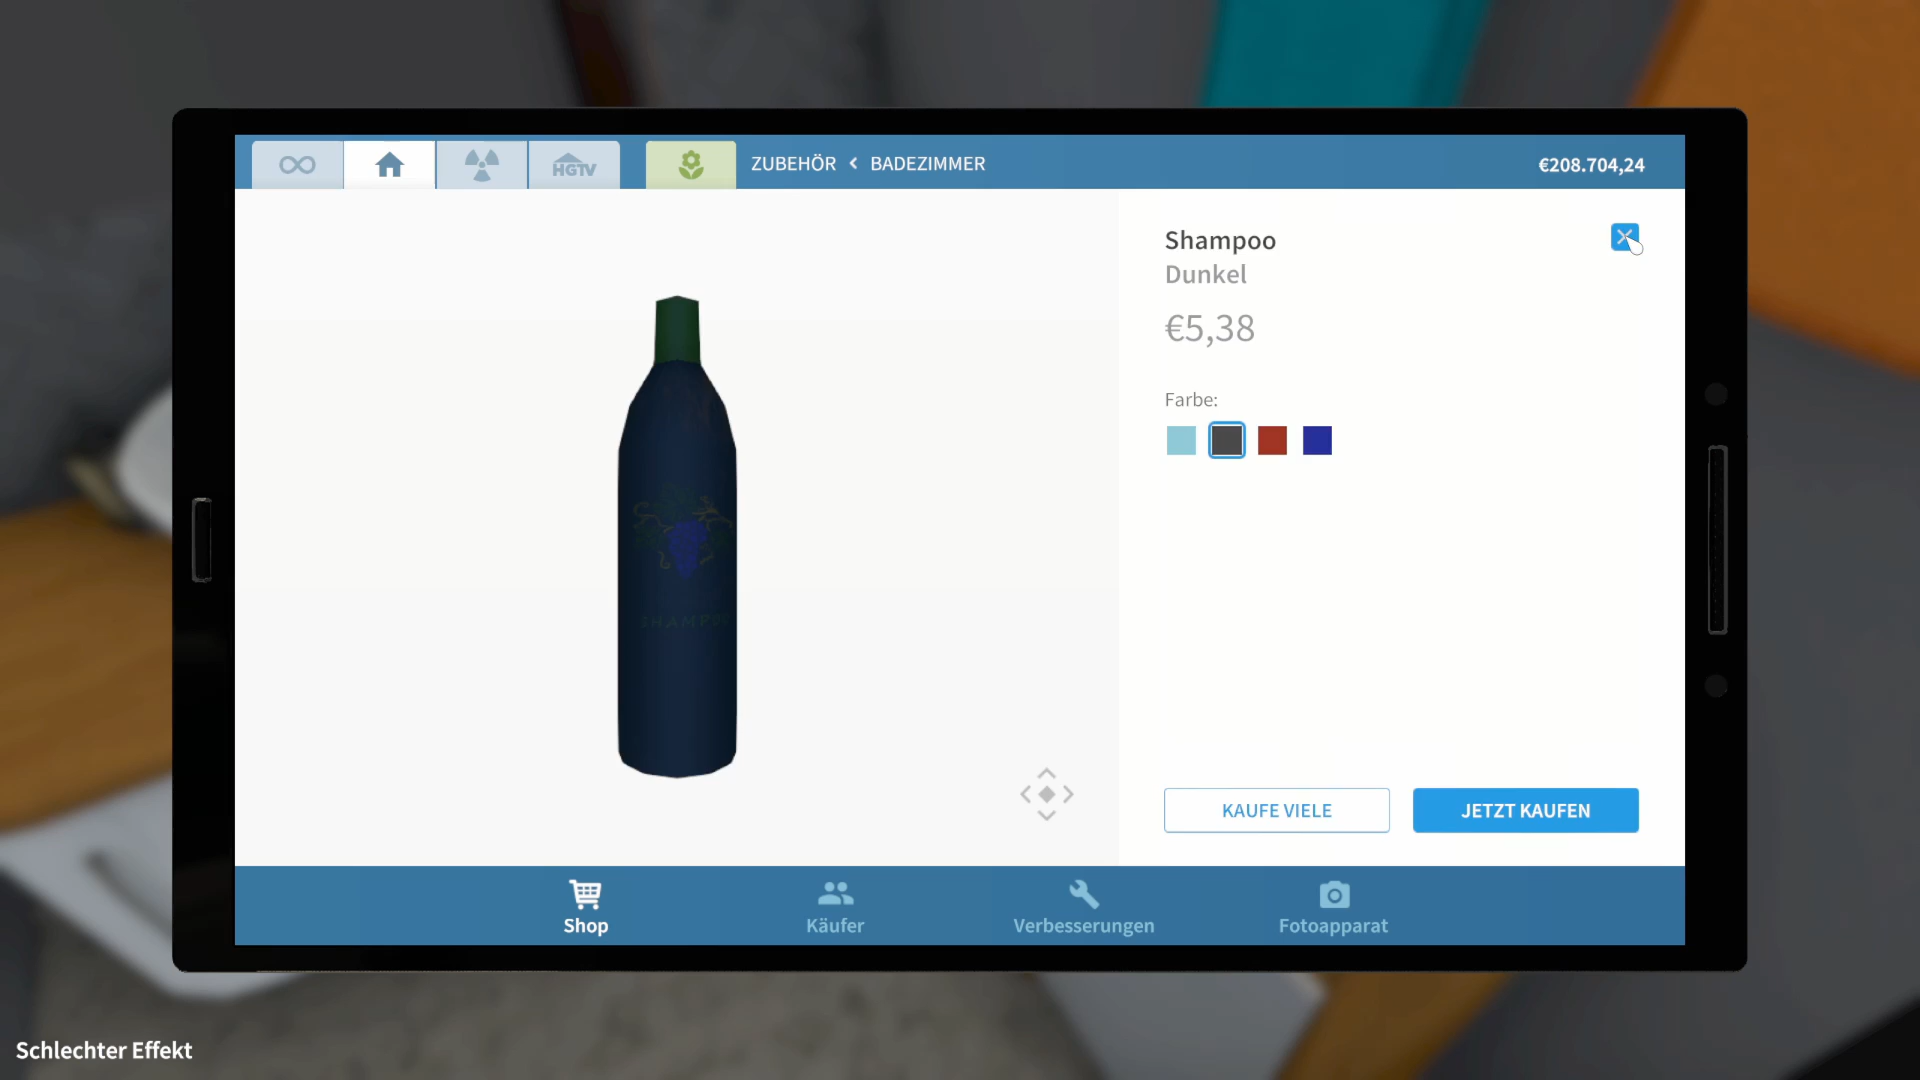 HGTV
ZUBEHÖR < BADEZIMMER
€208.704,24
Shampoo
Dunkel
€5,38
Farbe:
SHAMPOO
KAUFE VIELE
JETZT KAUFEN
Shop
Käufer
Verbesserungen
Fotoapparat
Schlechter Effekt